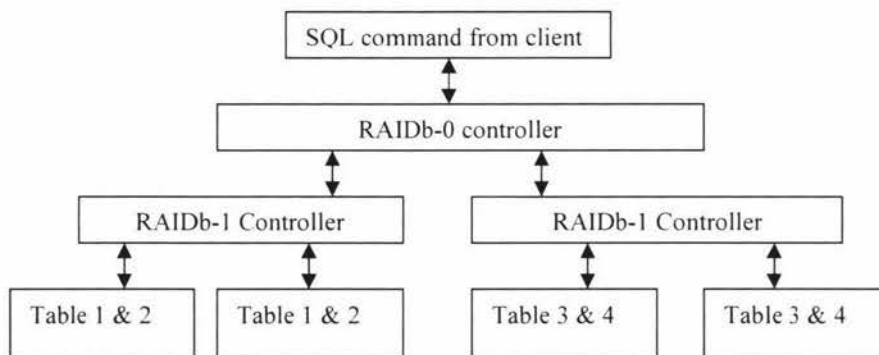 SQL command from client
RAIDb-0 controller
RAIDb-1 Controller
RAIDb-1 Controller
Table 1 & 2
Table 1 & 2
Table 3 & 4
Table 3 & 4